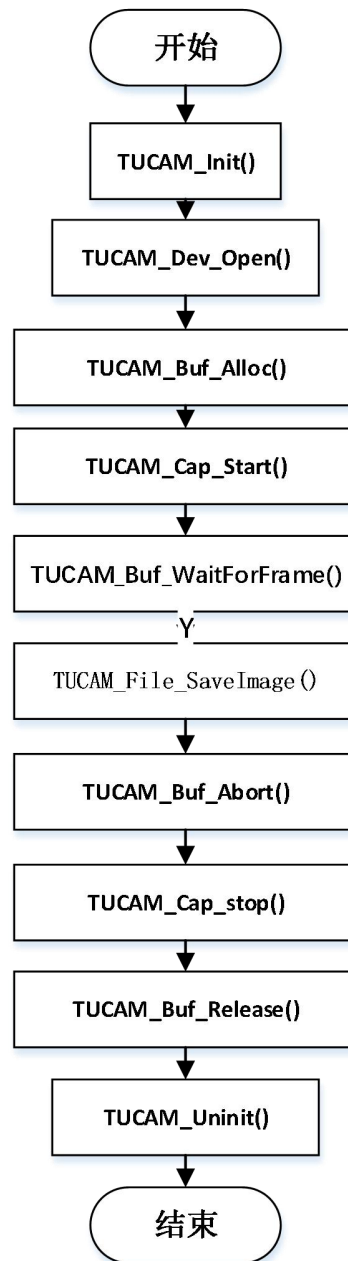 开始
TUCAM_Init()
TUCAM_Dev_Open()
TUCAM_Buf_Alloc()
TUCAM_Cap_Start()
TUCAM_Buf_WaitForFrame()
Y
TUCAM_File_SaveImage()
TUCAM_Buf_Abort()
TUCAM_Cap_stop()
TUCAM_Buf_Release()
TUCAM_Uninit()
结束